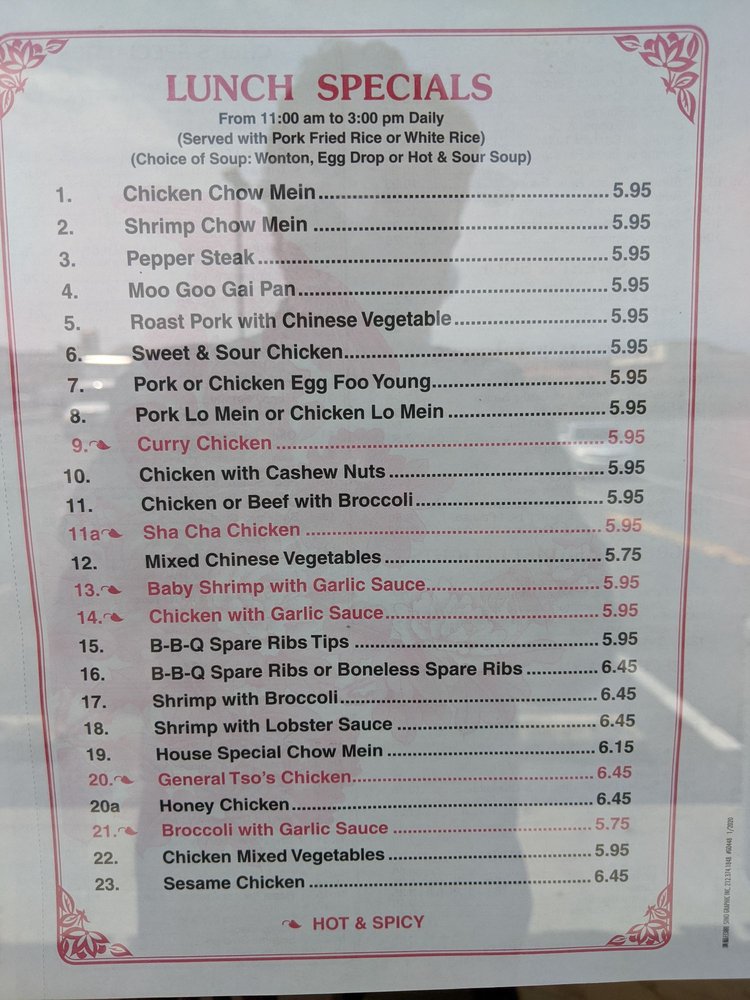 LUNCH SPECIALS
From 11:00 am to 3:00 pm Daily
(Served with Pork Fried Rice or White Rice)
(Choice of Soup: Wonton, Egg Drop or Hot & Sour Soup)
1. Chicken Chow Mein 5.95
2. Shrimp Chow Mein 5.95
3. Pepper Steak 5.95
4. Moo Goo Gai Pan 5.95
5. Roast Pork with Chinese Vegetable 5.95
6. Sweet & Sour Chicken 5.95
7. Pork or Chicken Egg Foo Young 5.95
8. Pork Lo Mein or Chicken Lo Mein 5.95
9. Curry Chicken 5.95
10. Chicken with Cashew Nuts 5.95
11. Chicken or Beef with Broccoli 5.95
11a Sha Cha Chicken 5.95
12. Mixed Chinese Vegetables 5.75
13. Baby Shrimp with Garlic Sauce 5.95
14. Chicken with Garlic Sauce 5.95
15. B-B-Q Spare Ribs Tips 5.95
16. B-B-Q Spare Ribs or Boneless Spare Ribs 6.45
17. Shrimp with Broccoli 6.45
18. Shrimp with Lobster Sauce 6.45
19. House Special Chow Mein 6.15
20. General Tso's Chicken 6.45
20a Honey Chicken 6.45
21. Broccoli with Garlic Sauce 5.75
22. Chicken Mixed Vegetables 5.95
23. Sesame Chicken 6.45
HOT & SPICY
1/2020